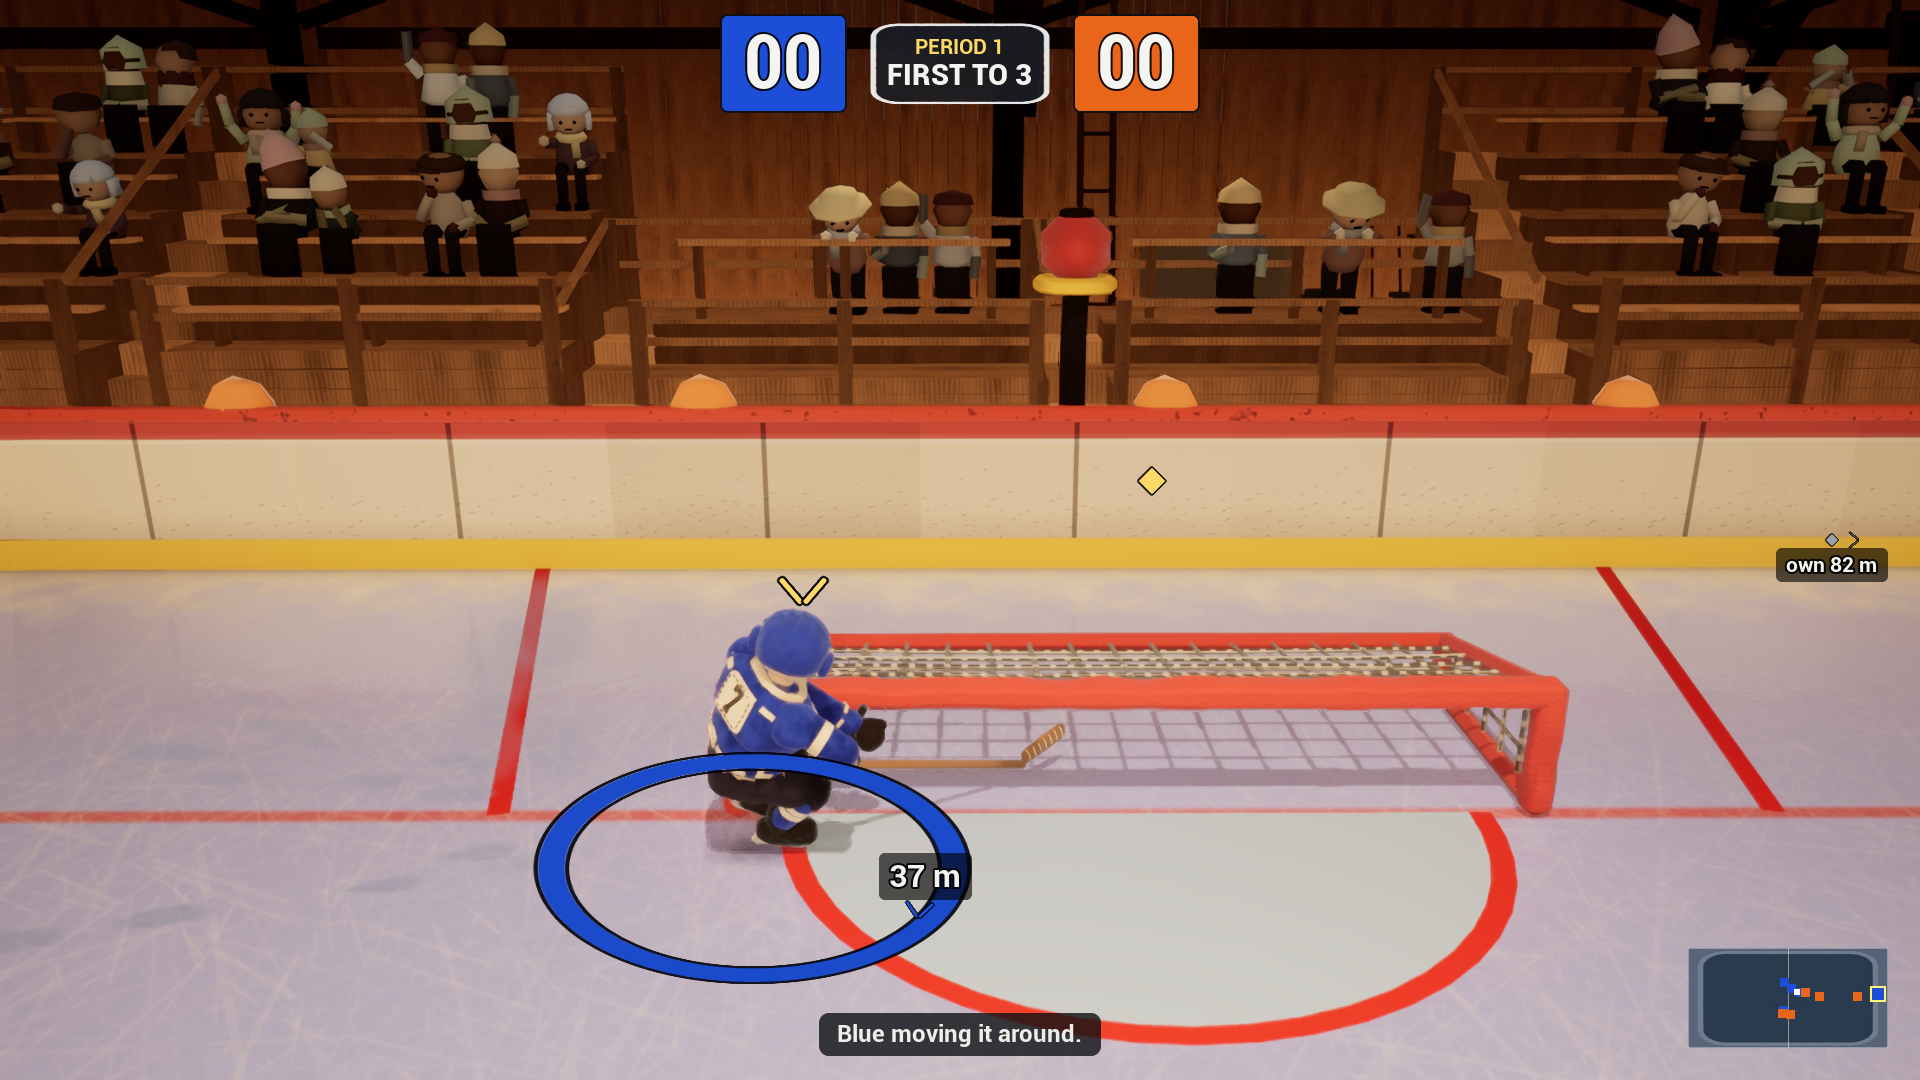 00
PERIOD 1
FIRST TO 3
00
own 82 m
37 m
Blue moving it around.